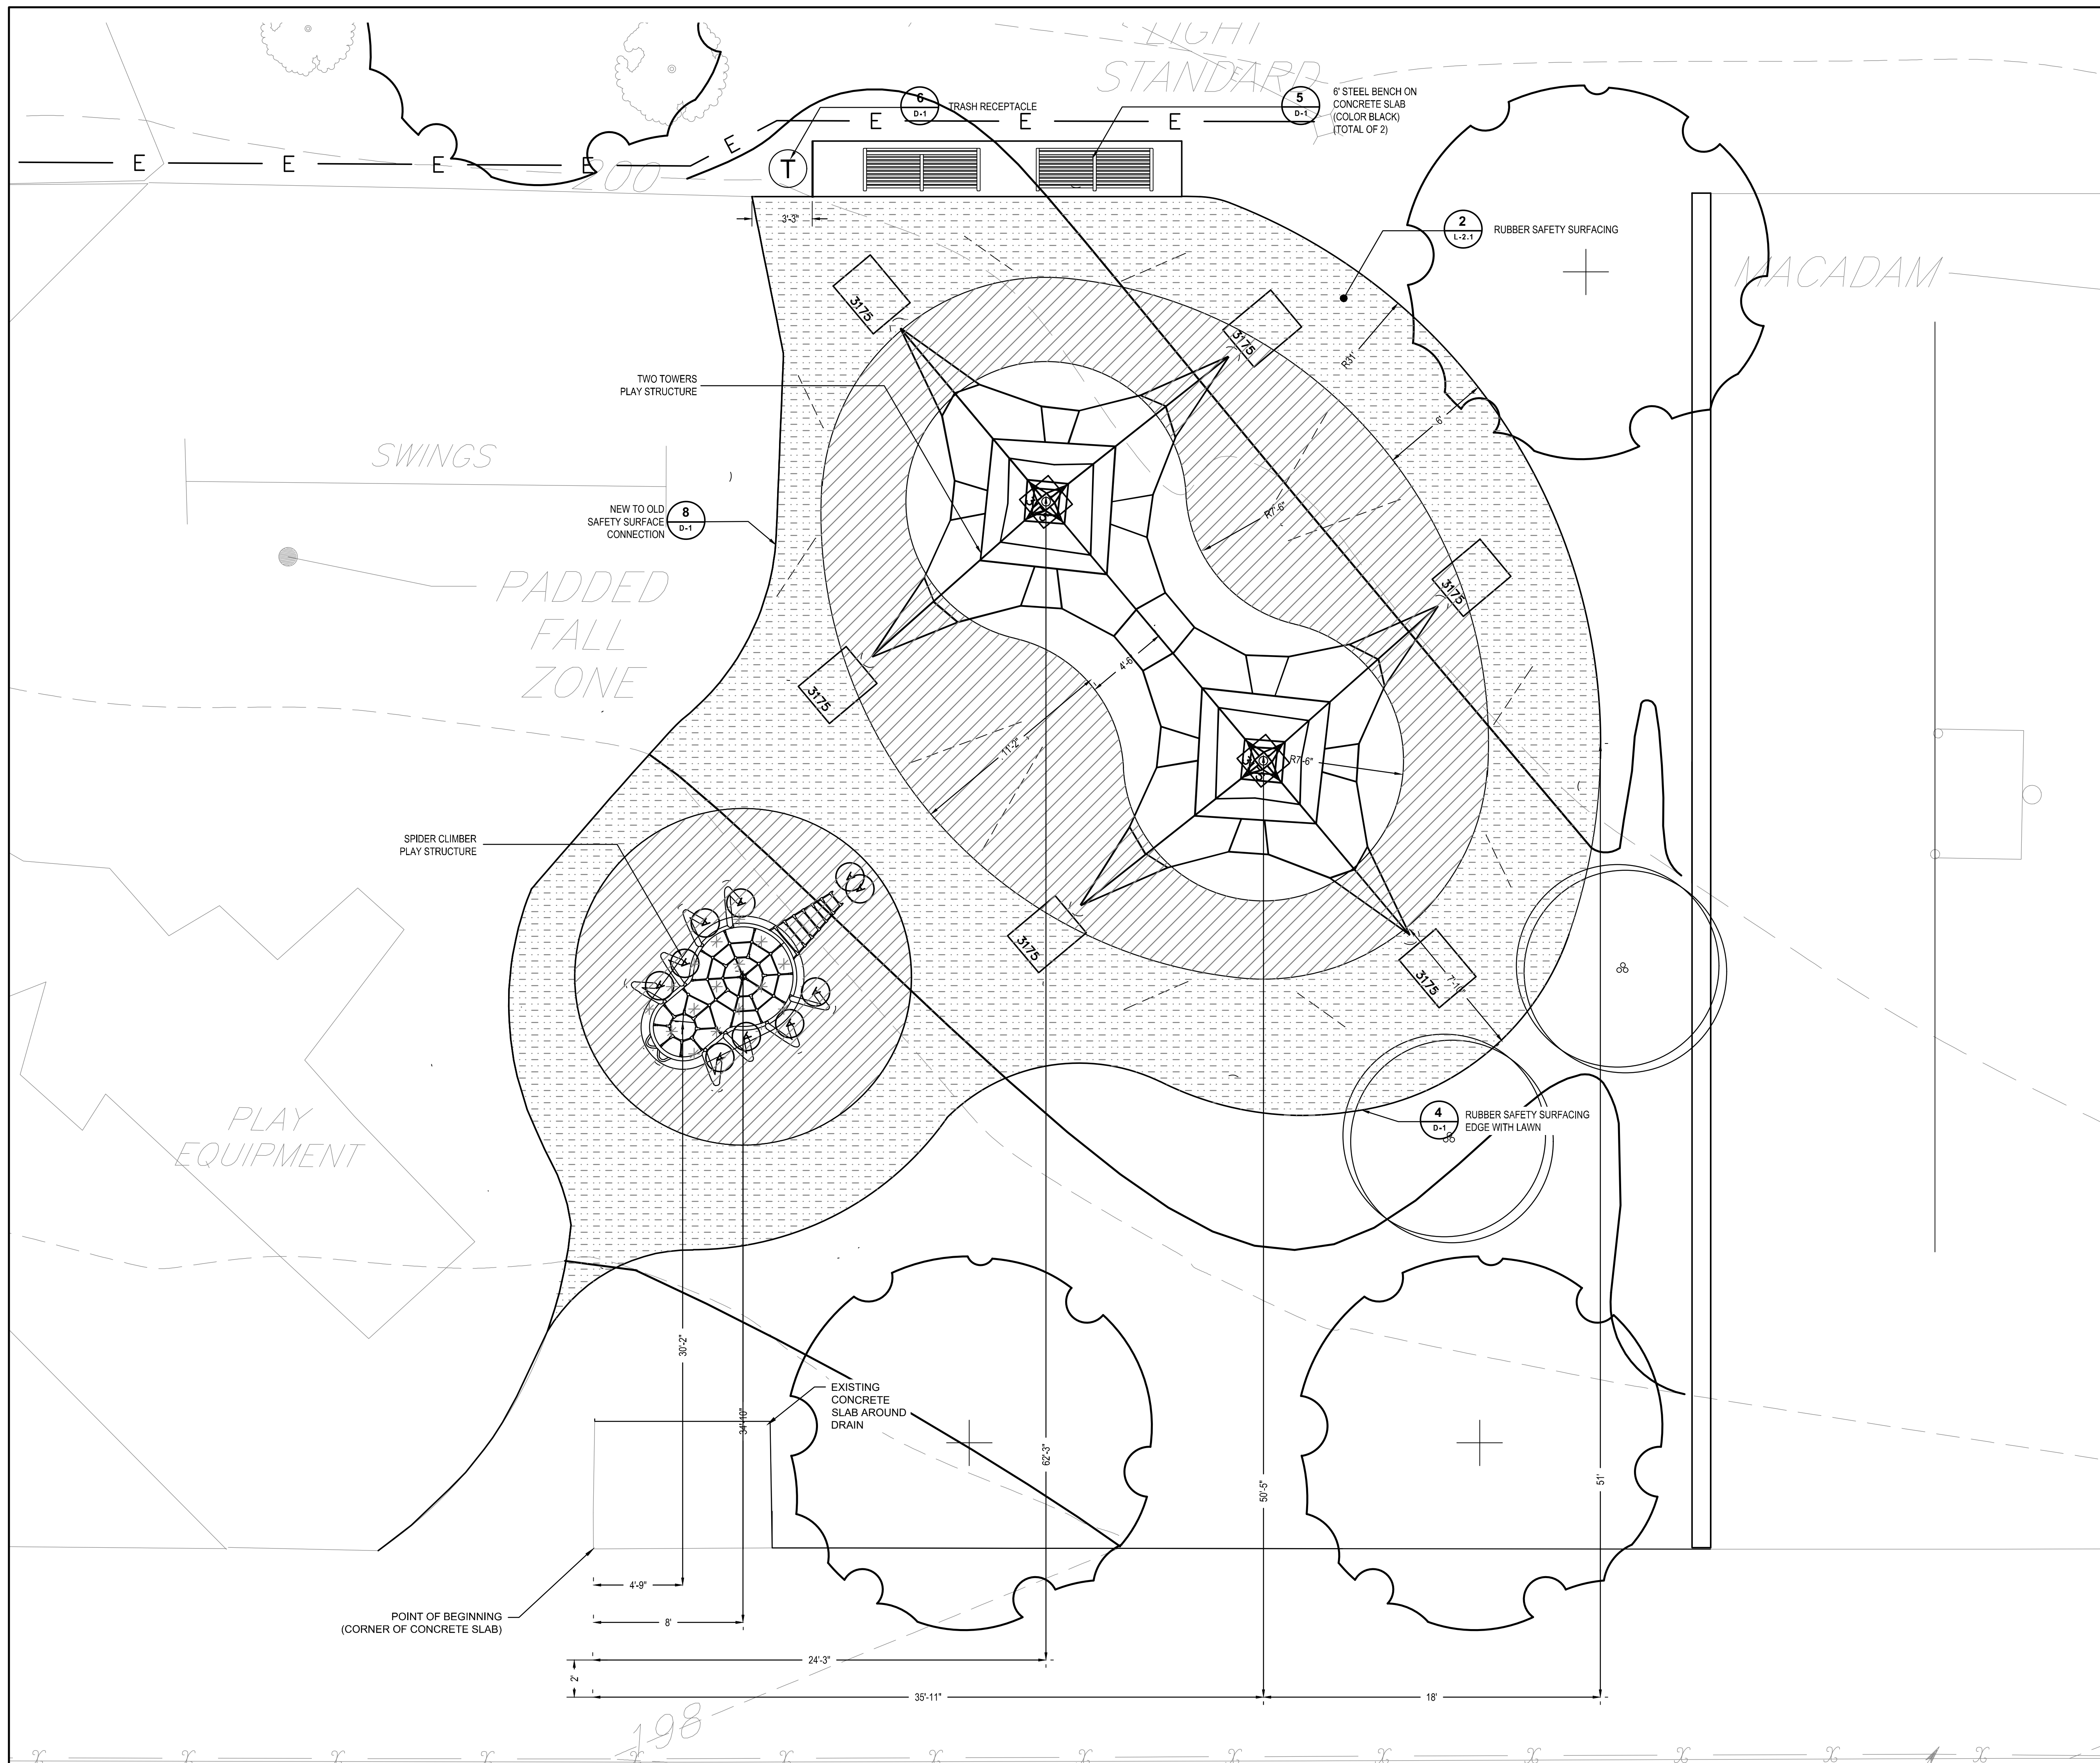 LIGHT
STANDARD
6
D-1
TRASH RECEPTACLE
5
D-1
6' STEEL BENCH ON
CONCRETE SLAB
(COLOR BLACK)
(TOTAL OF 2)
E E E E E E E E
T
200
3'-3"
2
L-2.1
RUBBER SAFETY SURFACING
MACADAM
3175
3175
R31'
TWO TOWERS
PLAY STRUCTURE
6'
SWINGS
NEW TO OLD
SAFETY SURFACE
CONNECTION
8
D-1
R7'-6"
PADDED
FALL
ZONE
3175
3175
4'-6"
11'-2"
R7'-6"
SPIDER CLIMBER
PLAY STRUCTURE
A
A
A
A
A
A
A
A
A
A
3175
3175
7'-10"
4
D-1
RUBBER SAFETY SURFACING
EDGE WITH LAWN
PLAY
EQUIPMENT
30'-2"
34'-10"
EXISTING
CONCRETE
SLAB AROUND
DRAIN
62'-3"
50'-5"
51'
4'-9"
POINT OF BEGINNING
(CORNER OF CONCRETE SLAB)
8'
24'-3"
2'
35'-11"
18'
198
x x x x x x x x x x x x x x